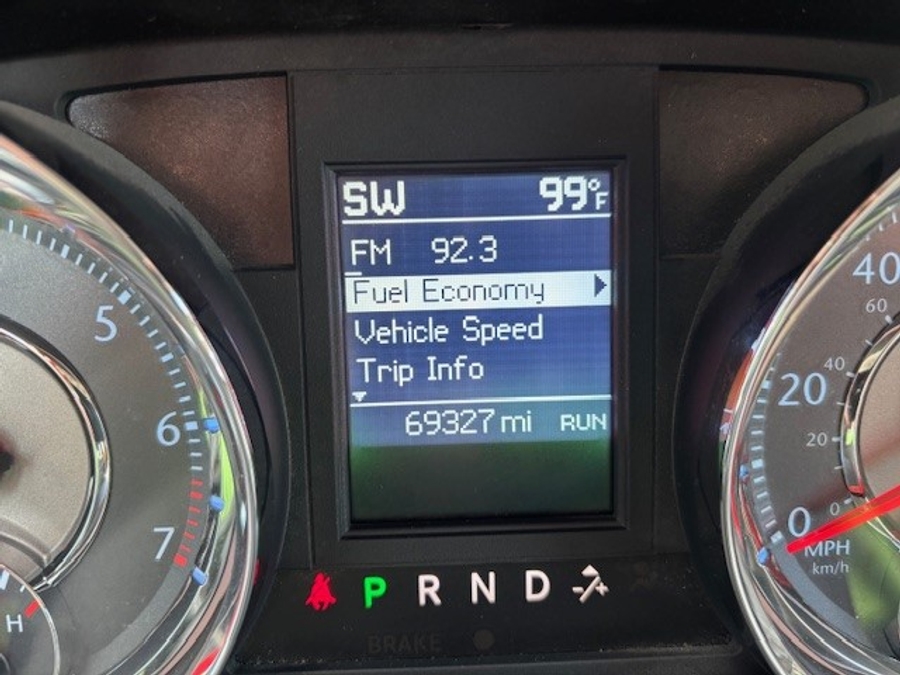 SW 99°F
FM 92.3
Fuel Economy
Vehicle Speed
Trip Info
69327 mi RUN
5
6
7
H
40
60
40
20
20
0
0
MPH
km/h
P R N D +
BRAKE